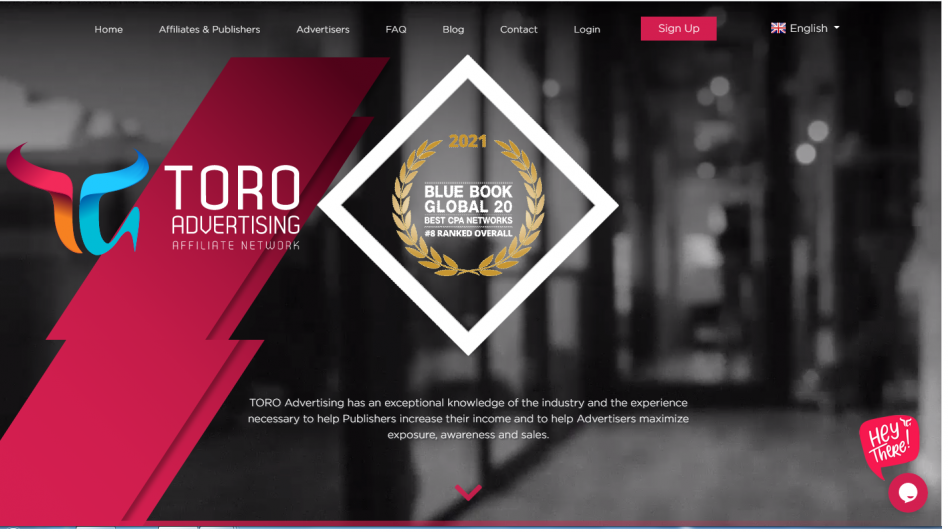 Home
Affiliates & Publishers
Advertisers
FAQ
Blog
Contact
Login
Sign Up
English
TORO
ADVERTISING
AFFILIATE NETWORK
2021
BLUE BOOK
GLOBAL 20
BEST CPA NETWORKS
#8 RANKED OVERALL
TORO Advertising has an exceptional knowledge of the industry and the experience
necessary to help Publishers increase their income and to help Advertisers maximize
exposure, awareness and sales.
Hey
There!